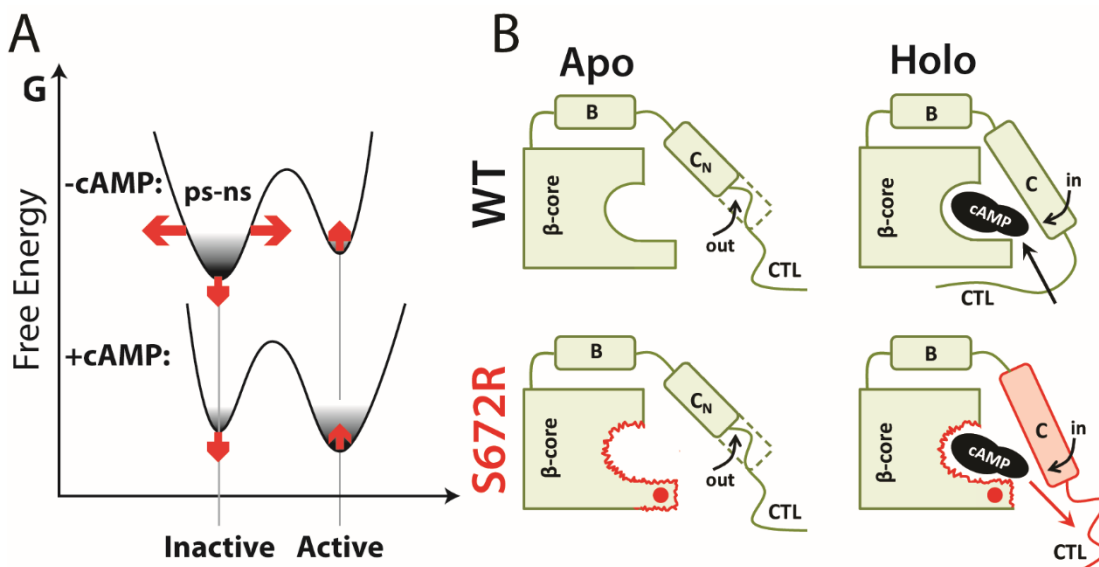 A
G
Free Energy
-cAMP:
ps-ns
+cAMP:
Inactive Active
B
Apo Holo
WT
B
β-core
C_N
out
CTL
B
β-core
cAMP
C
in
CTL
S672R
B
β-core
C_N
out
CTL
B
β-core
cAMP
C
in
CTL